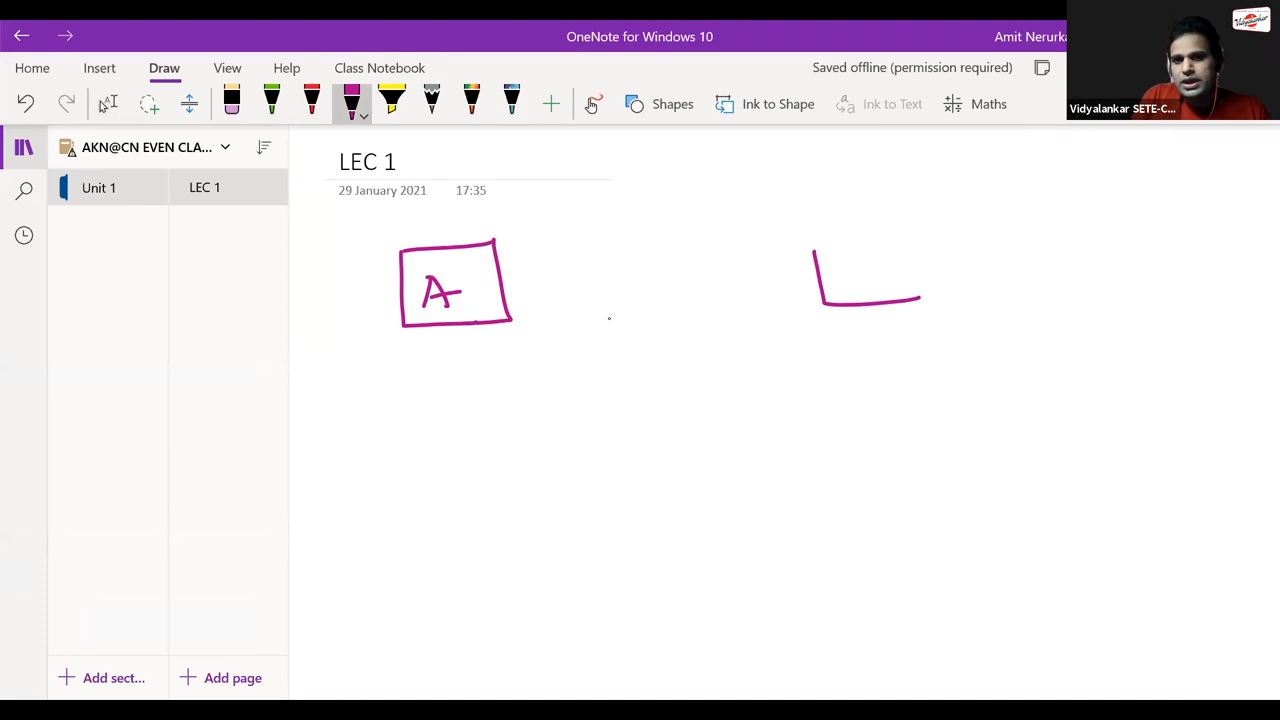 OneNote for Windows 10
Amit Nerurka
Vidyalankar
Home Insert Draw View Help Class Notebook
Saved offline (permission required)
Vidyalankar SETE-C...
Shapes Ink to Shape Ink to Text Maths
AKN@CN EVEN CLA...
Unit 1
LEC 1
LEC 1
29 January 2021 17:35
A
Add sect...
Add page